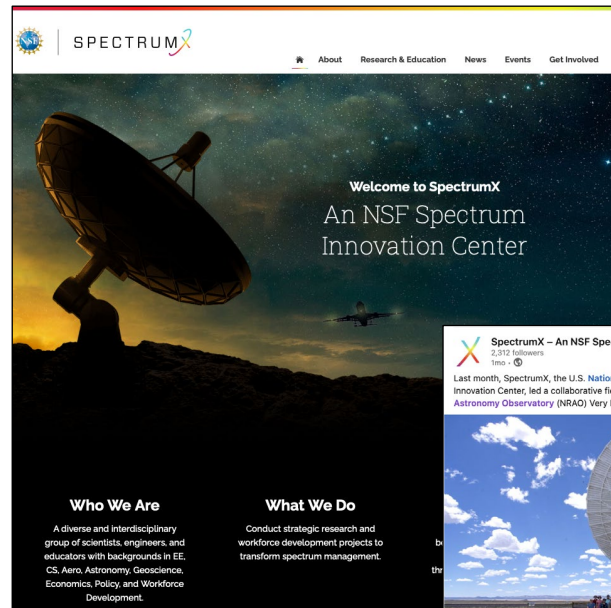 NSF
SPECTRUMX
About Research & Education News Events Get Involved
Welcome to SpectrumX
An NSF Spectrum
Innovation Center
SpectrumX – An NSF Spe
2,312 followers
1mo •
Last month, SpectrumX, the U.S. Natio
Innovation Center, led a collaborative fie
Astronomy Observatory (NRAO) Very
Who We Are
A diverse and interdisciplinary
group of scientists, engineers, and
educators with backgrounds in EE,
CS, Aero, Astronomy, Geoscience,
Economics, Policy, and Workforce
Development.
What We Do
Conduct strategic research and
workforce development projects to
transform spectrum management.